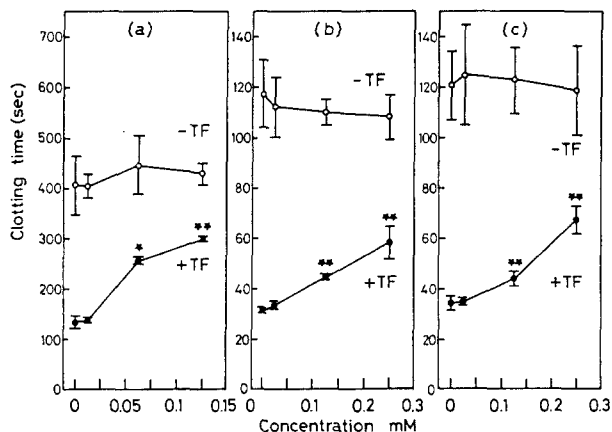 Clotting time (sec)
(a)
700
600
500
400
300
200
100
0
-TF
*
**
+TF
0 0.05 0.1 0.15
(b)
140
120
100
80
60
40
20
0
-TF
**
**
+TF
0 0.1 0.2 0.3
(c)
140
120
100
80
60
40
20
0
-TF
**
**
+TF
0 0.1 0.2 0.3
Concentration mM